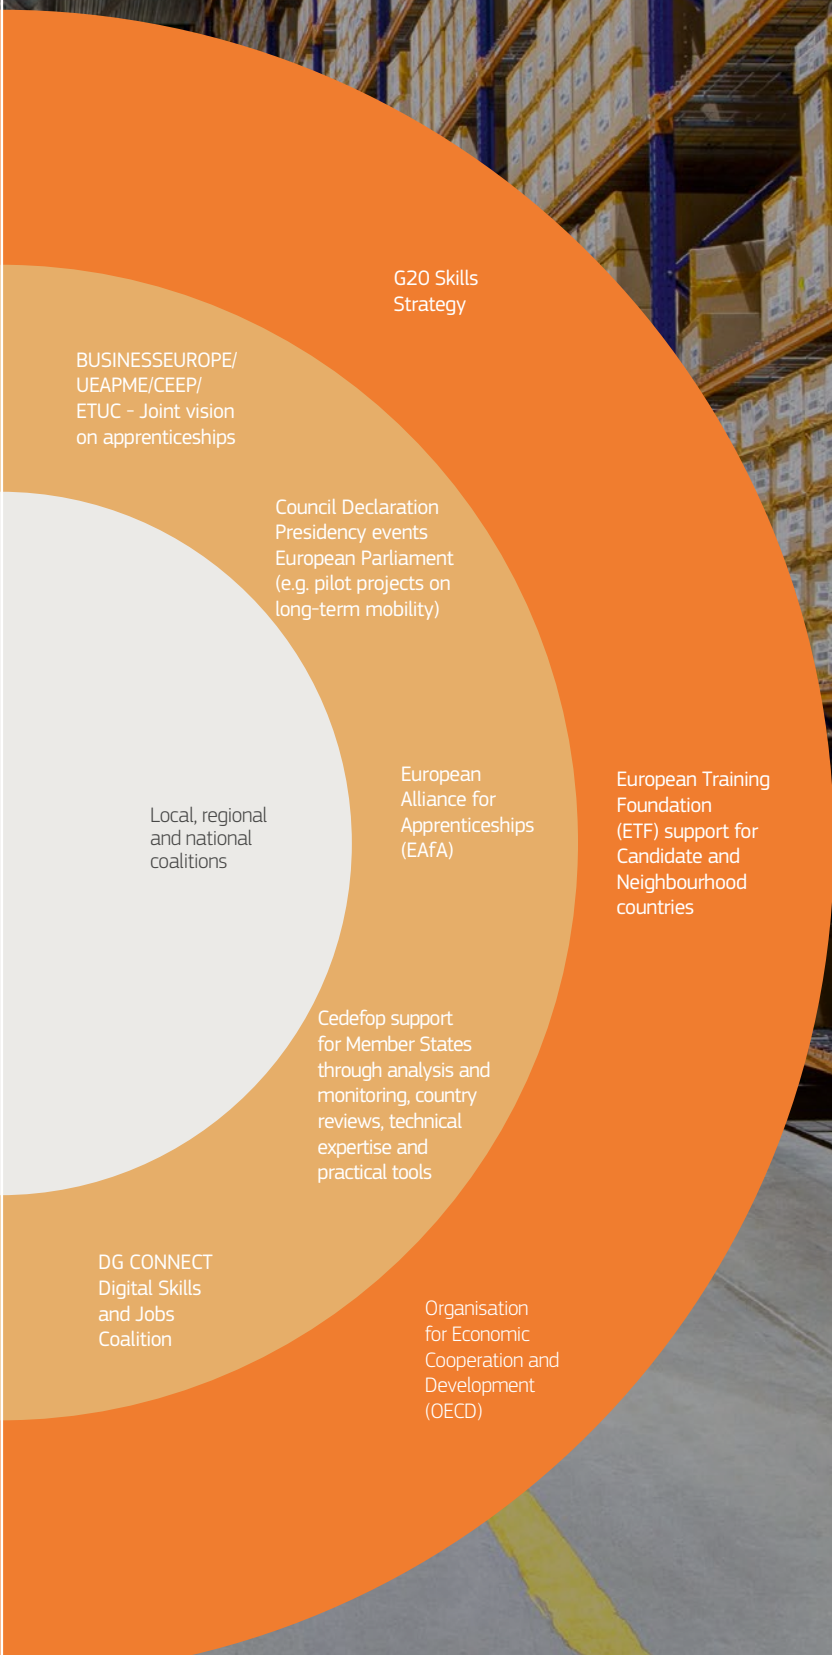 G20 Skills
Strategy
BUSINESSEUROPE/
UEAPME/CEEP/
ETUC - Joint vision
on apprenticeships
Council Declaration
Presidency events
European Parliament
(e.g. pilot projects on
long-term mobility)
European
Alliance for
Apprenticeships
(EAfA)
European Training
Foundation
(ETF) support for
Candidate and
Neighbourhood
countries
Local, regional
and national
coalitions
Cedefop support
for Member States
through analysis and
monitoring, country
reviews, technical
expertise and
practical tools
DG CONNECT
Digital Skills
and Jobs
Coalition
Organisation
for Economic
Cooperation and
Development
(OECD)